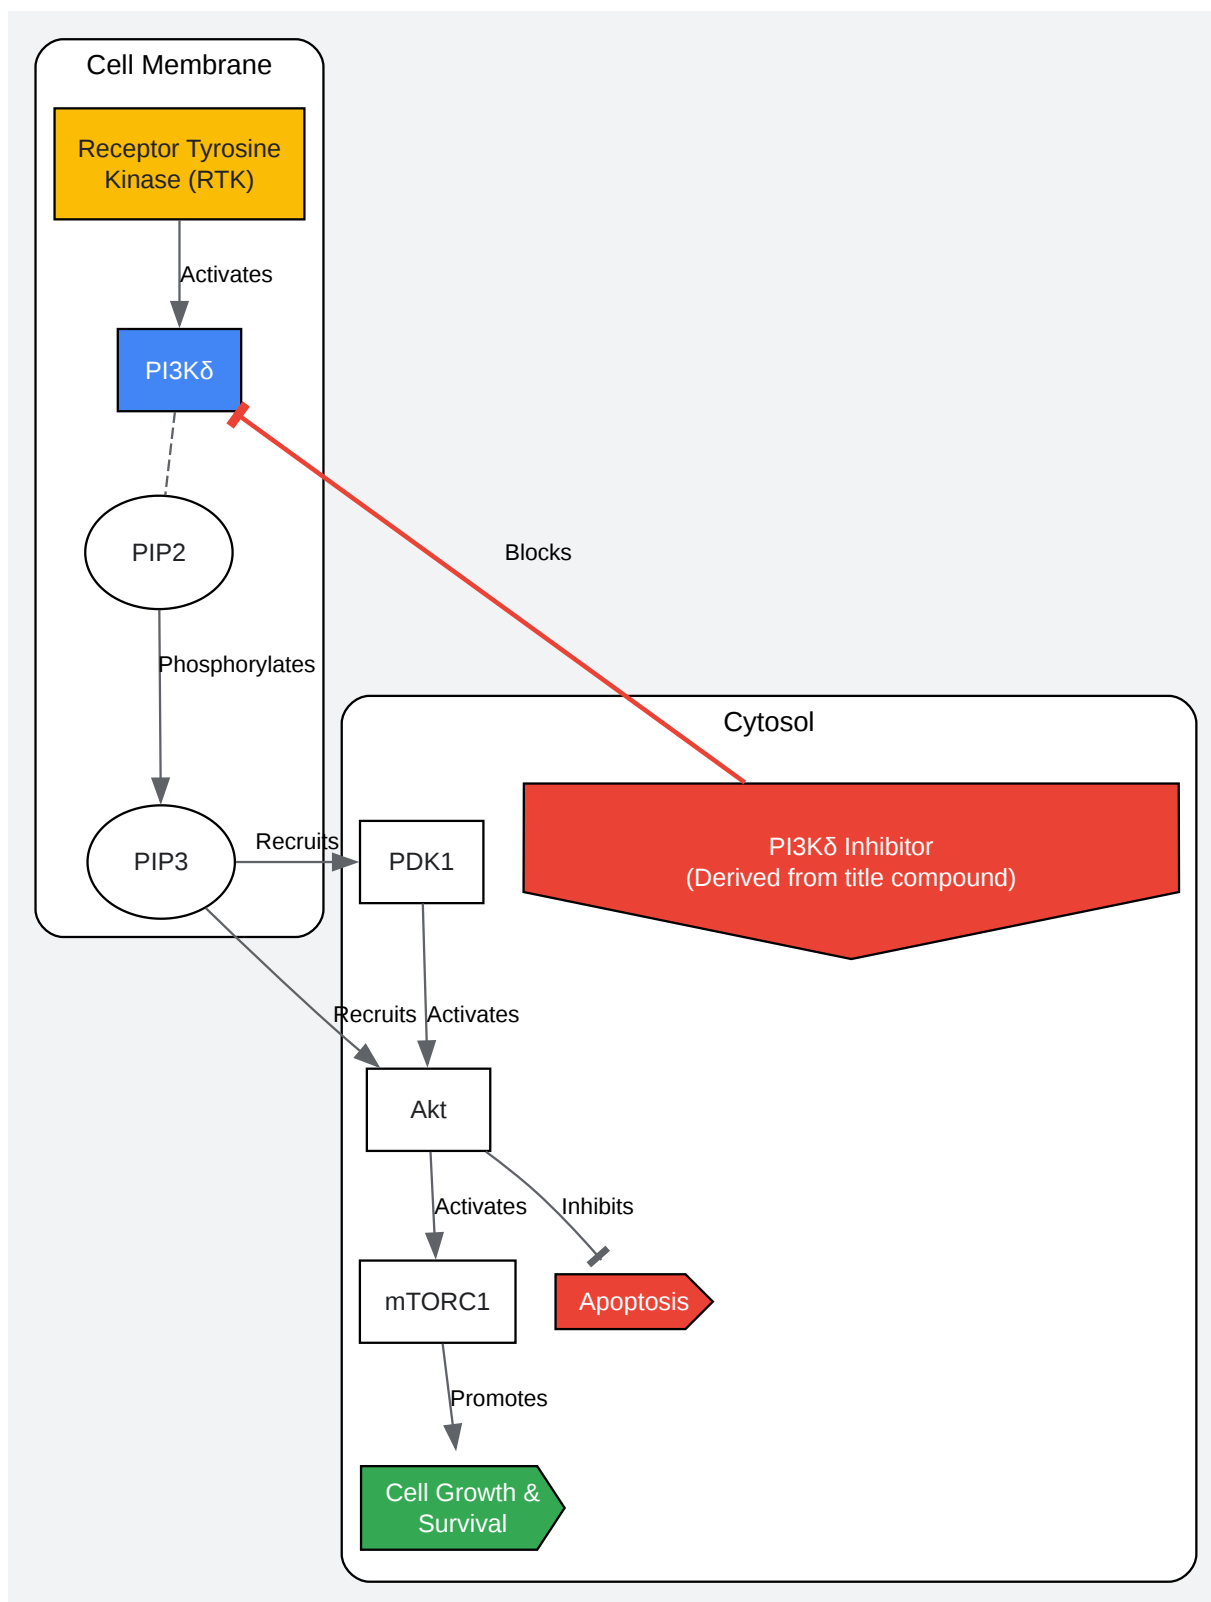 Cell Membrane
Receptor Tyrosine
Kinase (RTK)
Activates
PI3Kδ
Blocks
PIP2
Phosphorylates
Cytosol
PI3Kδ Inhibitor
(Derived from title compound)
Recruits
PIP3
PDK1
Recruits
Activates
Akt
Activates
Inhibits
mTORC1
Apoptosis
Promotes
Cell Growth &
Survival